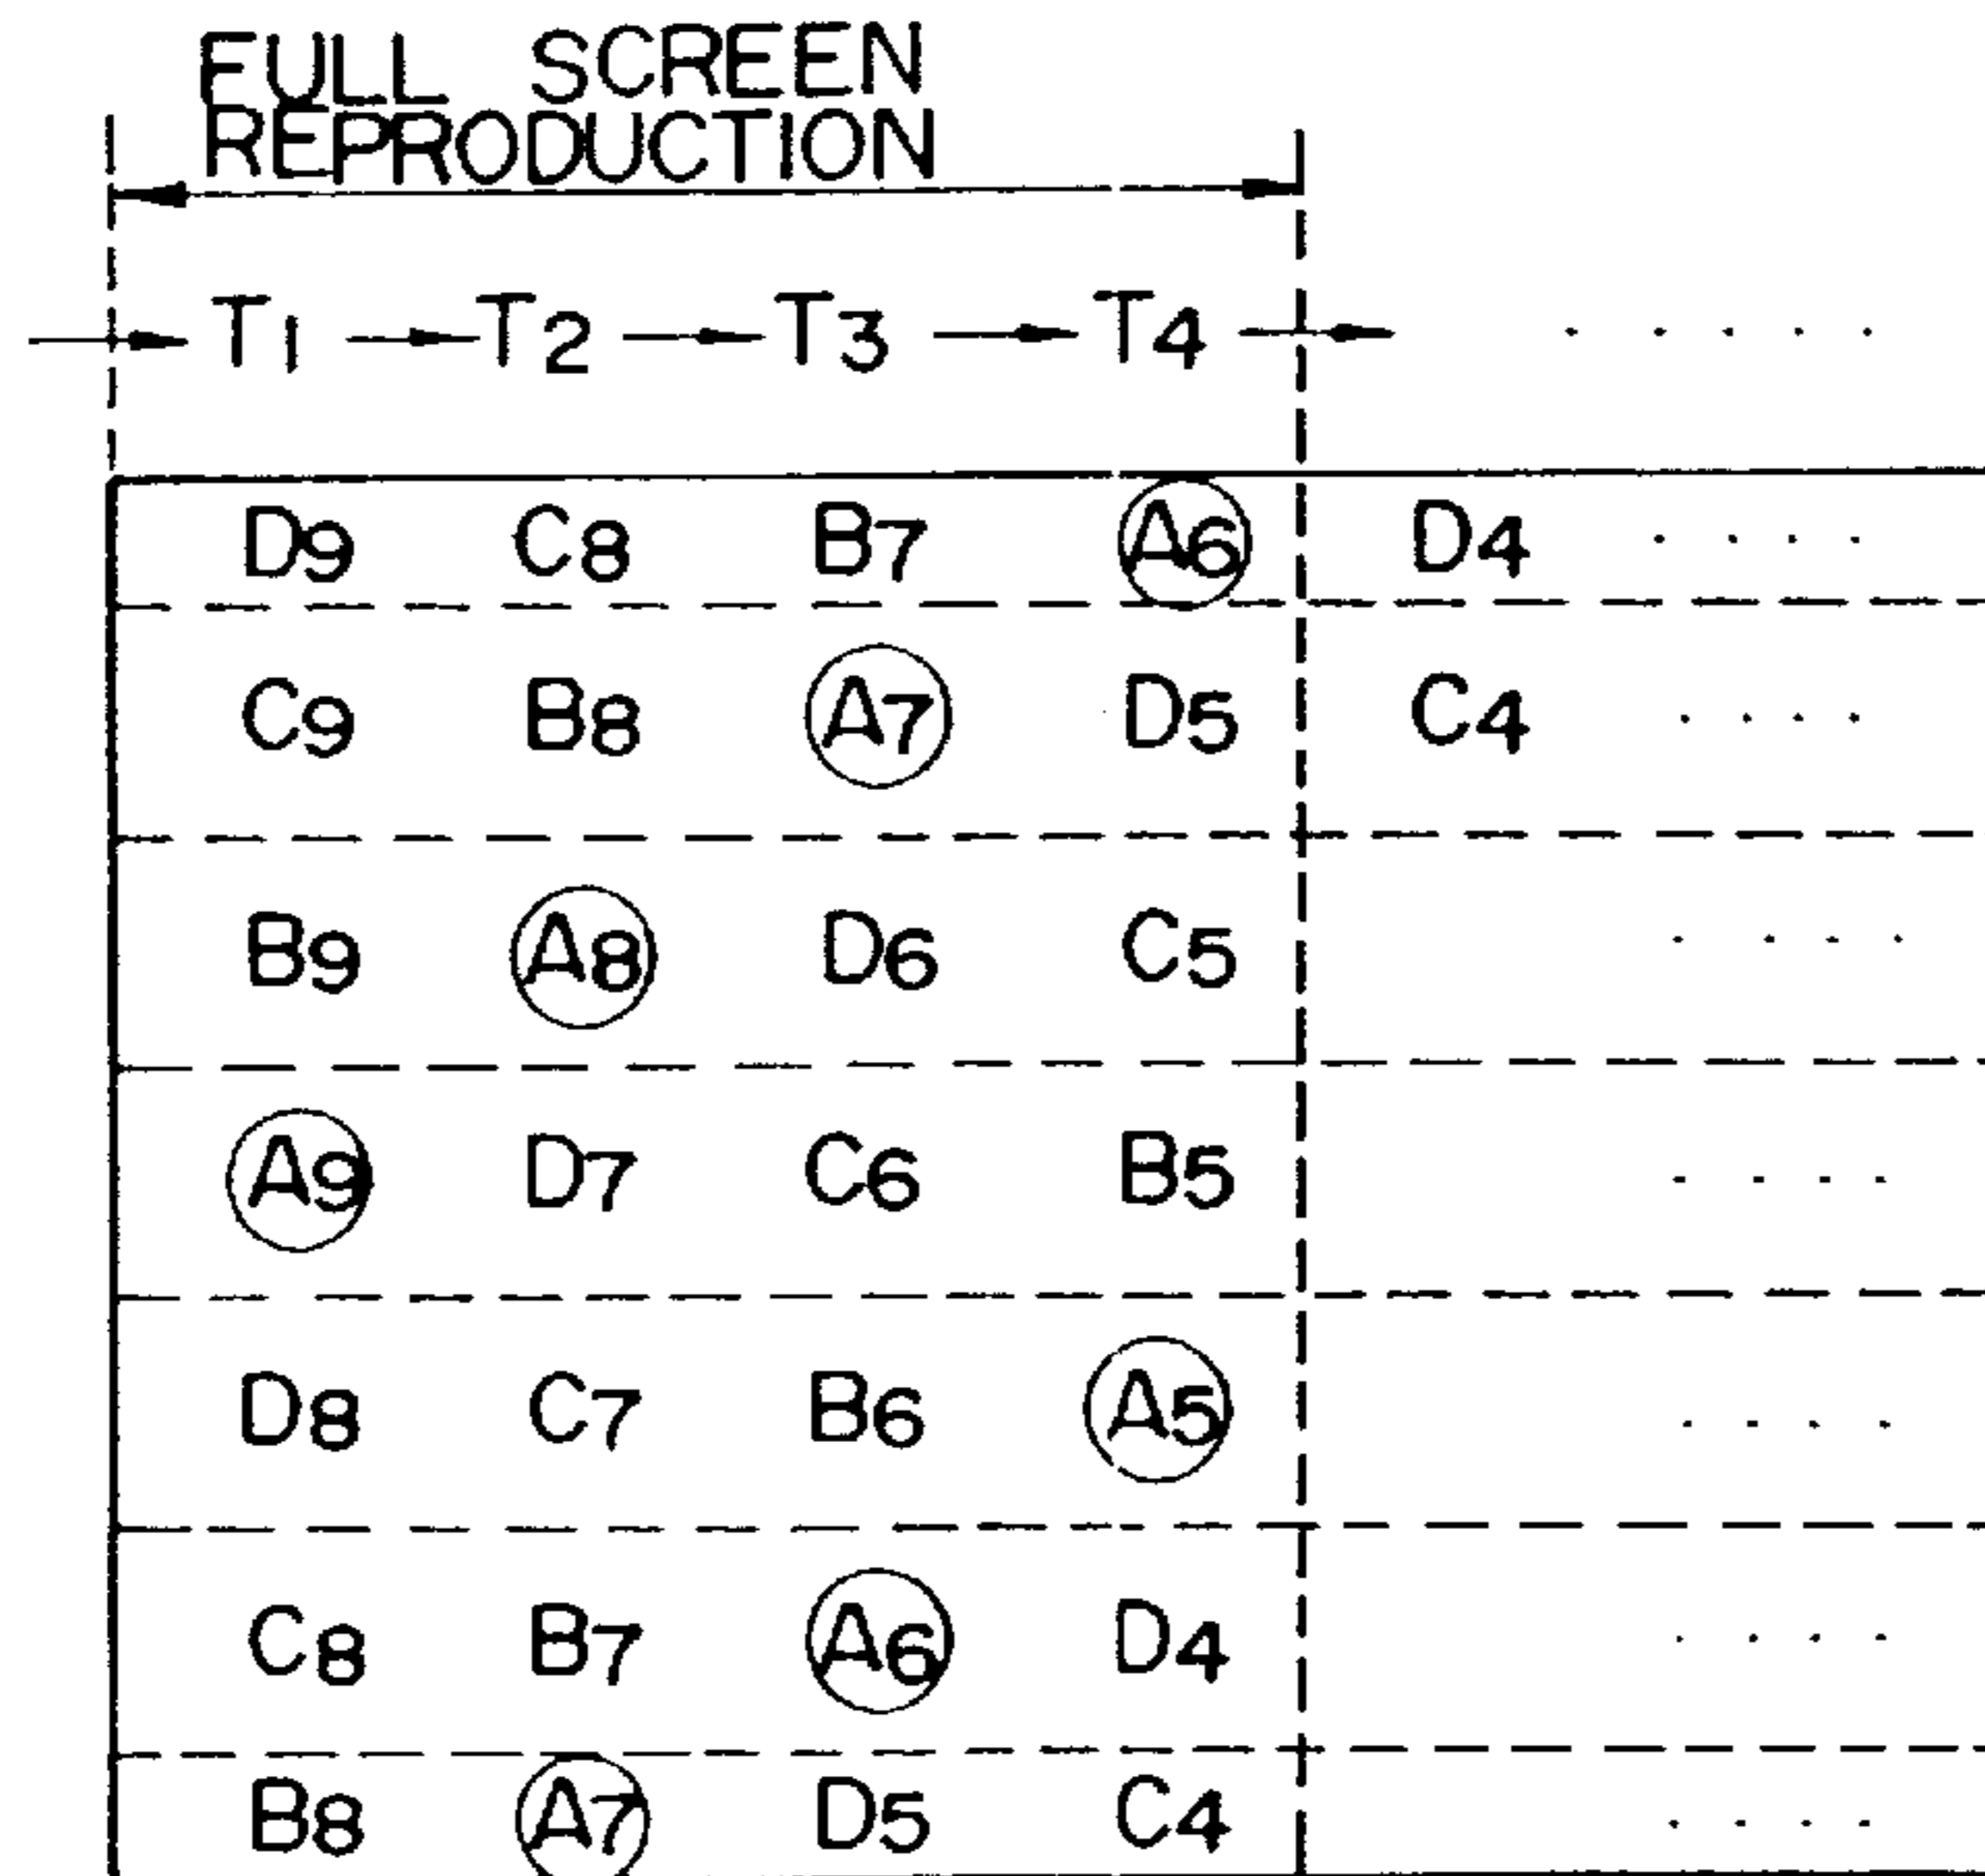 FULL SCREEN
REPRODUCTION
T1 T2 T3 T4 . . . . .
D9 C8 B7 A6 D4 . . . .
C9 B8 A7 D5 C4 . . . .
B9 A8 D6 C5 . . . .
A9 D7 C6 B5 . . . .
D8 C7 B6 A5 . . . .
C8 B7 A6 D4 . . . .
B8 A7 D5 C4 . . . .